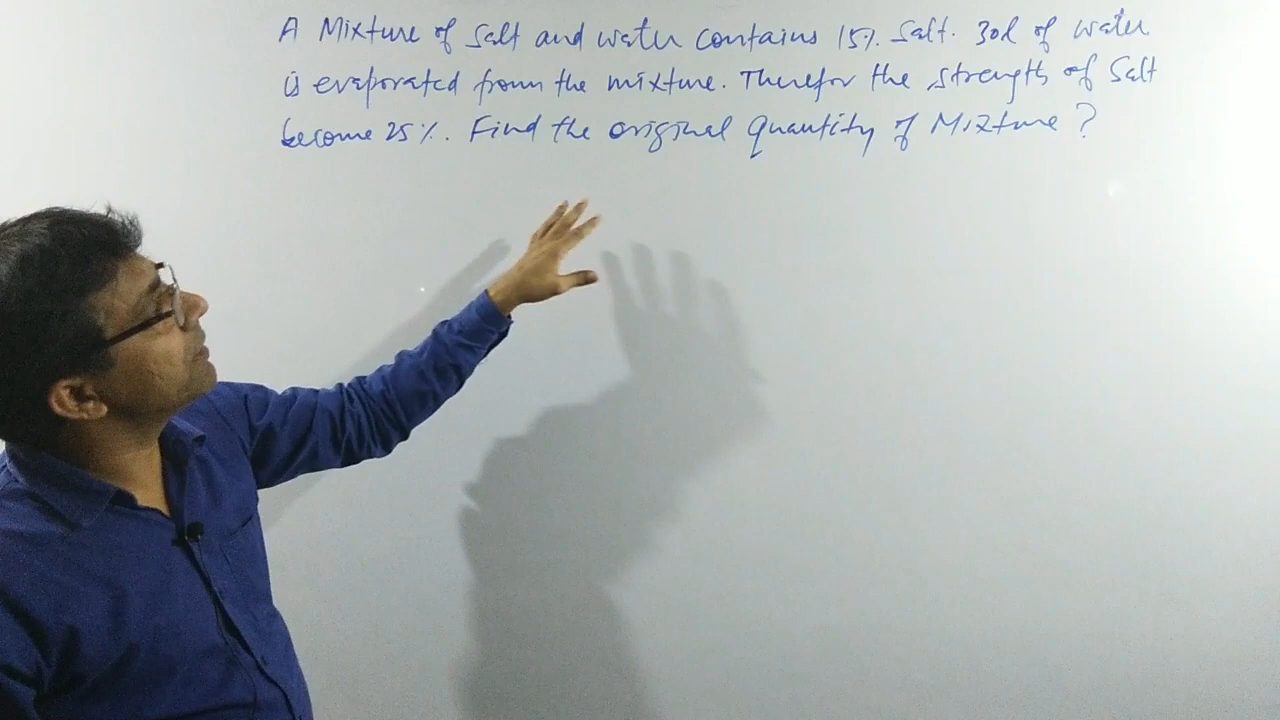 A Mixture of Salt and water contains 15%. Salt. 30l of water
is evaporated from the mixture. Therefor the strength of Salt
become 25%. Find the original Quantity of Mixture ?